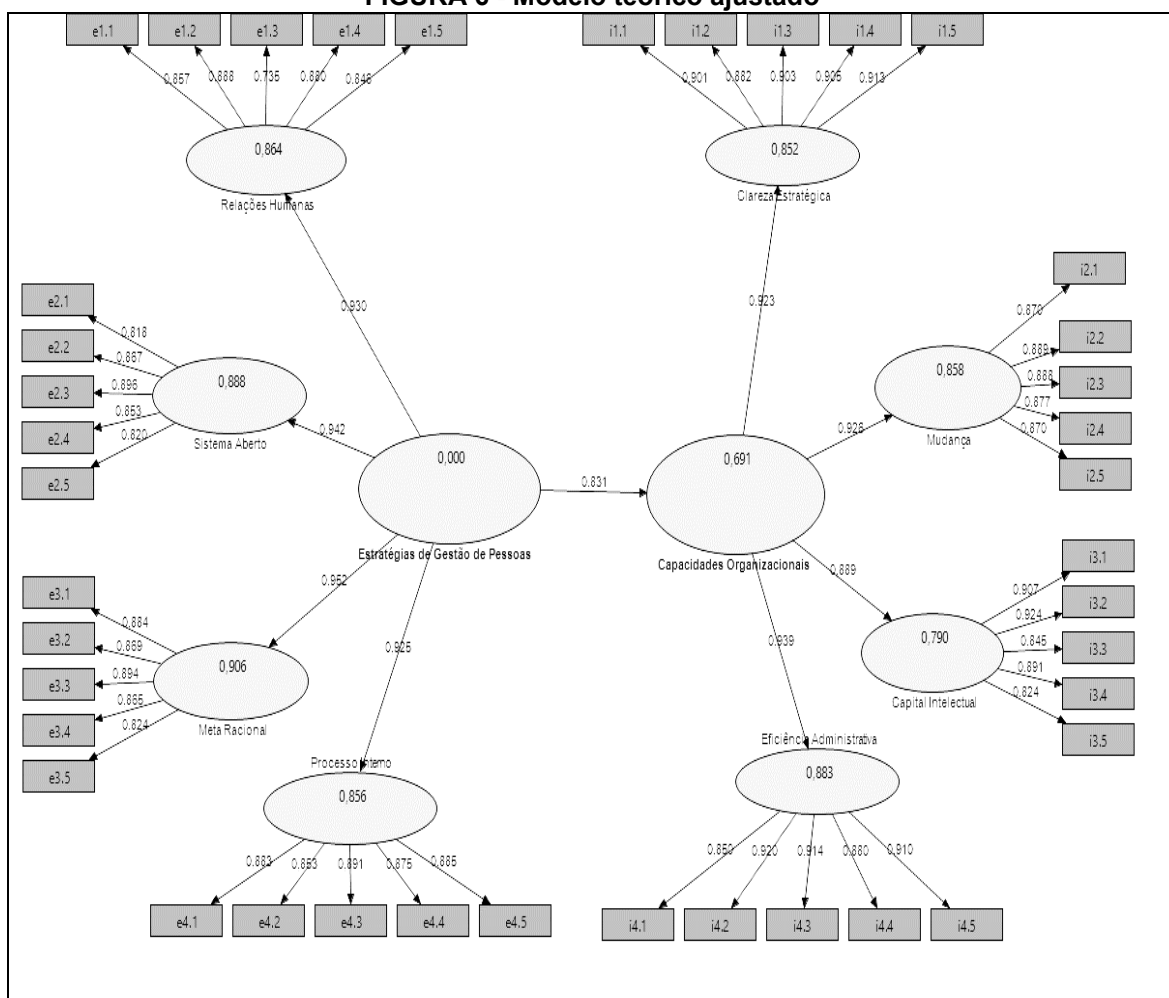 FIGURA 6 - Modelo teórico ajustado
e1.1 e1.2 e1.3 e1.4 e1.5
i1.1 i1.2 i1.3 i1.4 i1.5
0.857 0.888 0.735 0.880 0.848
0.901 0.882 0.903 0.905 0.913
0,864
Relações Humanas
0,852
Clareza Estratégica
0.930
0.923
e2.1
e2.2
e2.3
e2.4
e2.5
0.818
0.867
0.896
0.853
0.820
0,888
Sistema Aberto
0.942
i2.1
i2.2
i2.3
i2.4
i2.5
0.889
0.888
0.877
0.870
0,858
Mudança
0,000
Estratégias de Gestão de Pessoas
0.831
0,691
Capacidades Organizacionais
0.952
0.925
0.889
0.939
e3.1
e3.2
e3.3
e3.4
e3.5
0.884
0.869
0.894
0.865
0.824
0,906
Meta Racional
i3.1
i3.2
i3.3
i3.4
i3.5
0.907
0.924
0.845
0.891
0.824
0,790
Capital Intelectual
Processo Interno
0,856
Eficiência Administrativa
0,883
0.883 0.853 0.891 0.875 0.885
0.920 0.914 0.880 0.910
e4.1 e4.2 e4.3 e4.4 e4.5
i4.1 i4.2 i4.3 i4.4 i4.5